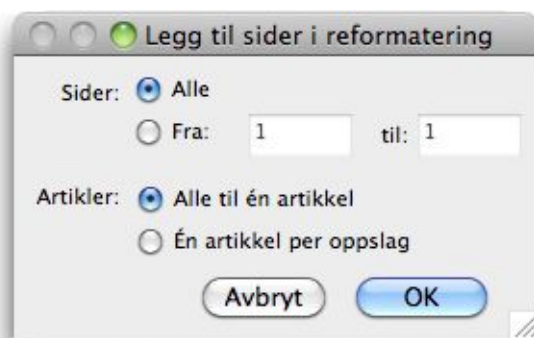 Legg til sider i reformatering
Sider: Alle
Fra: 1 til: 1
Artikler: Alle til én artikkel
Én artikkel per oppslag
Avbryt OK